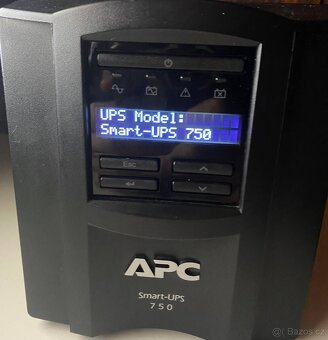 UPS Model:
Smart-UPS 750
Esc
APC
Smart-UPS
750
Bazos.cz